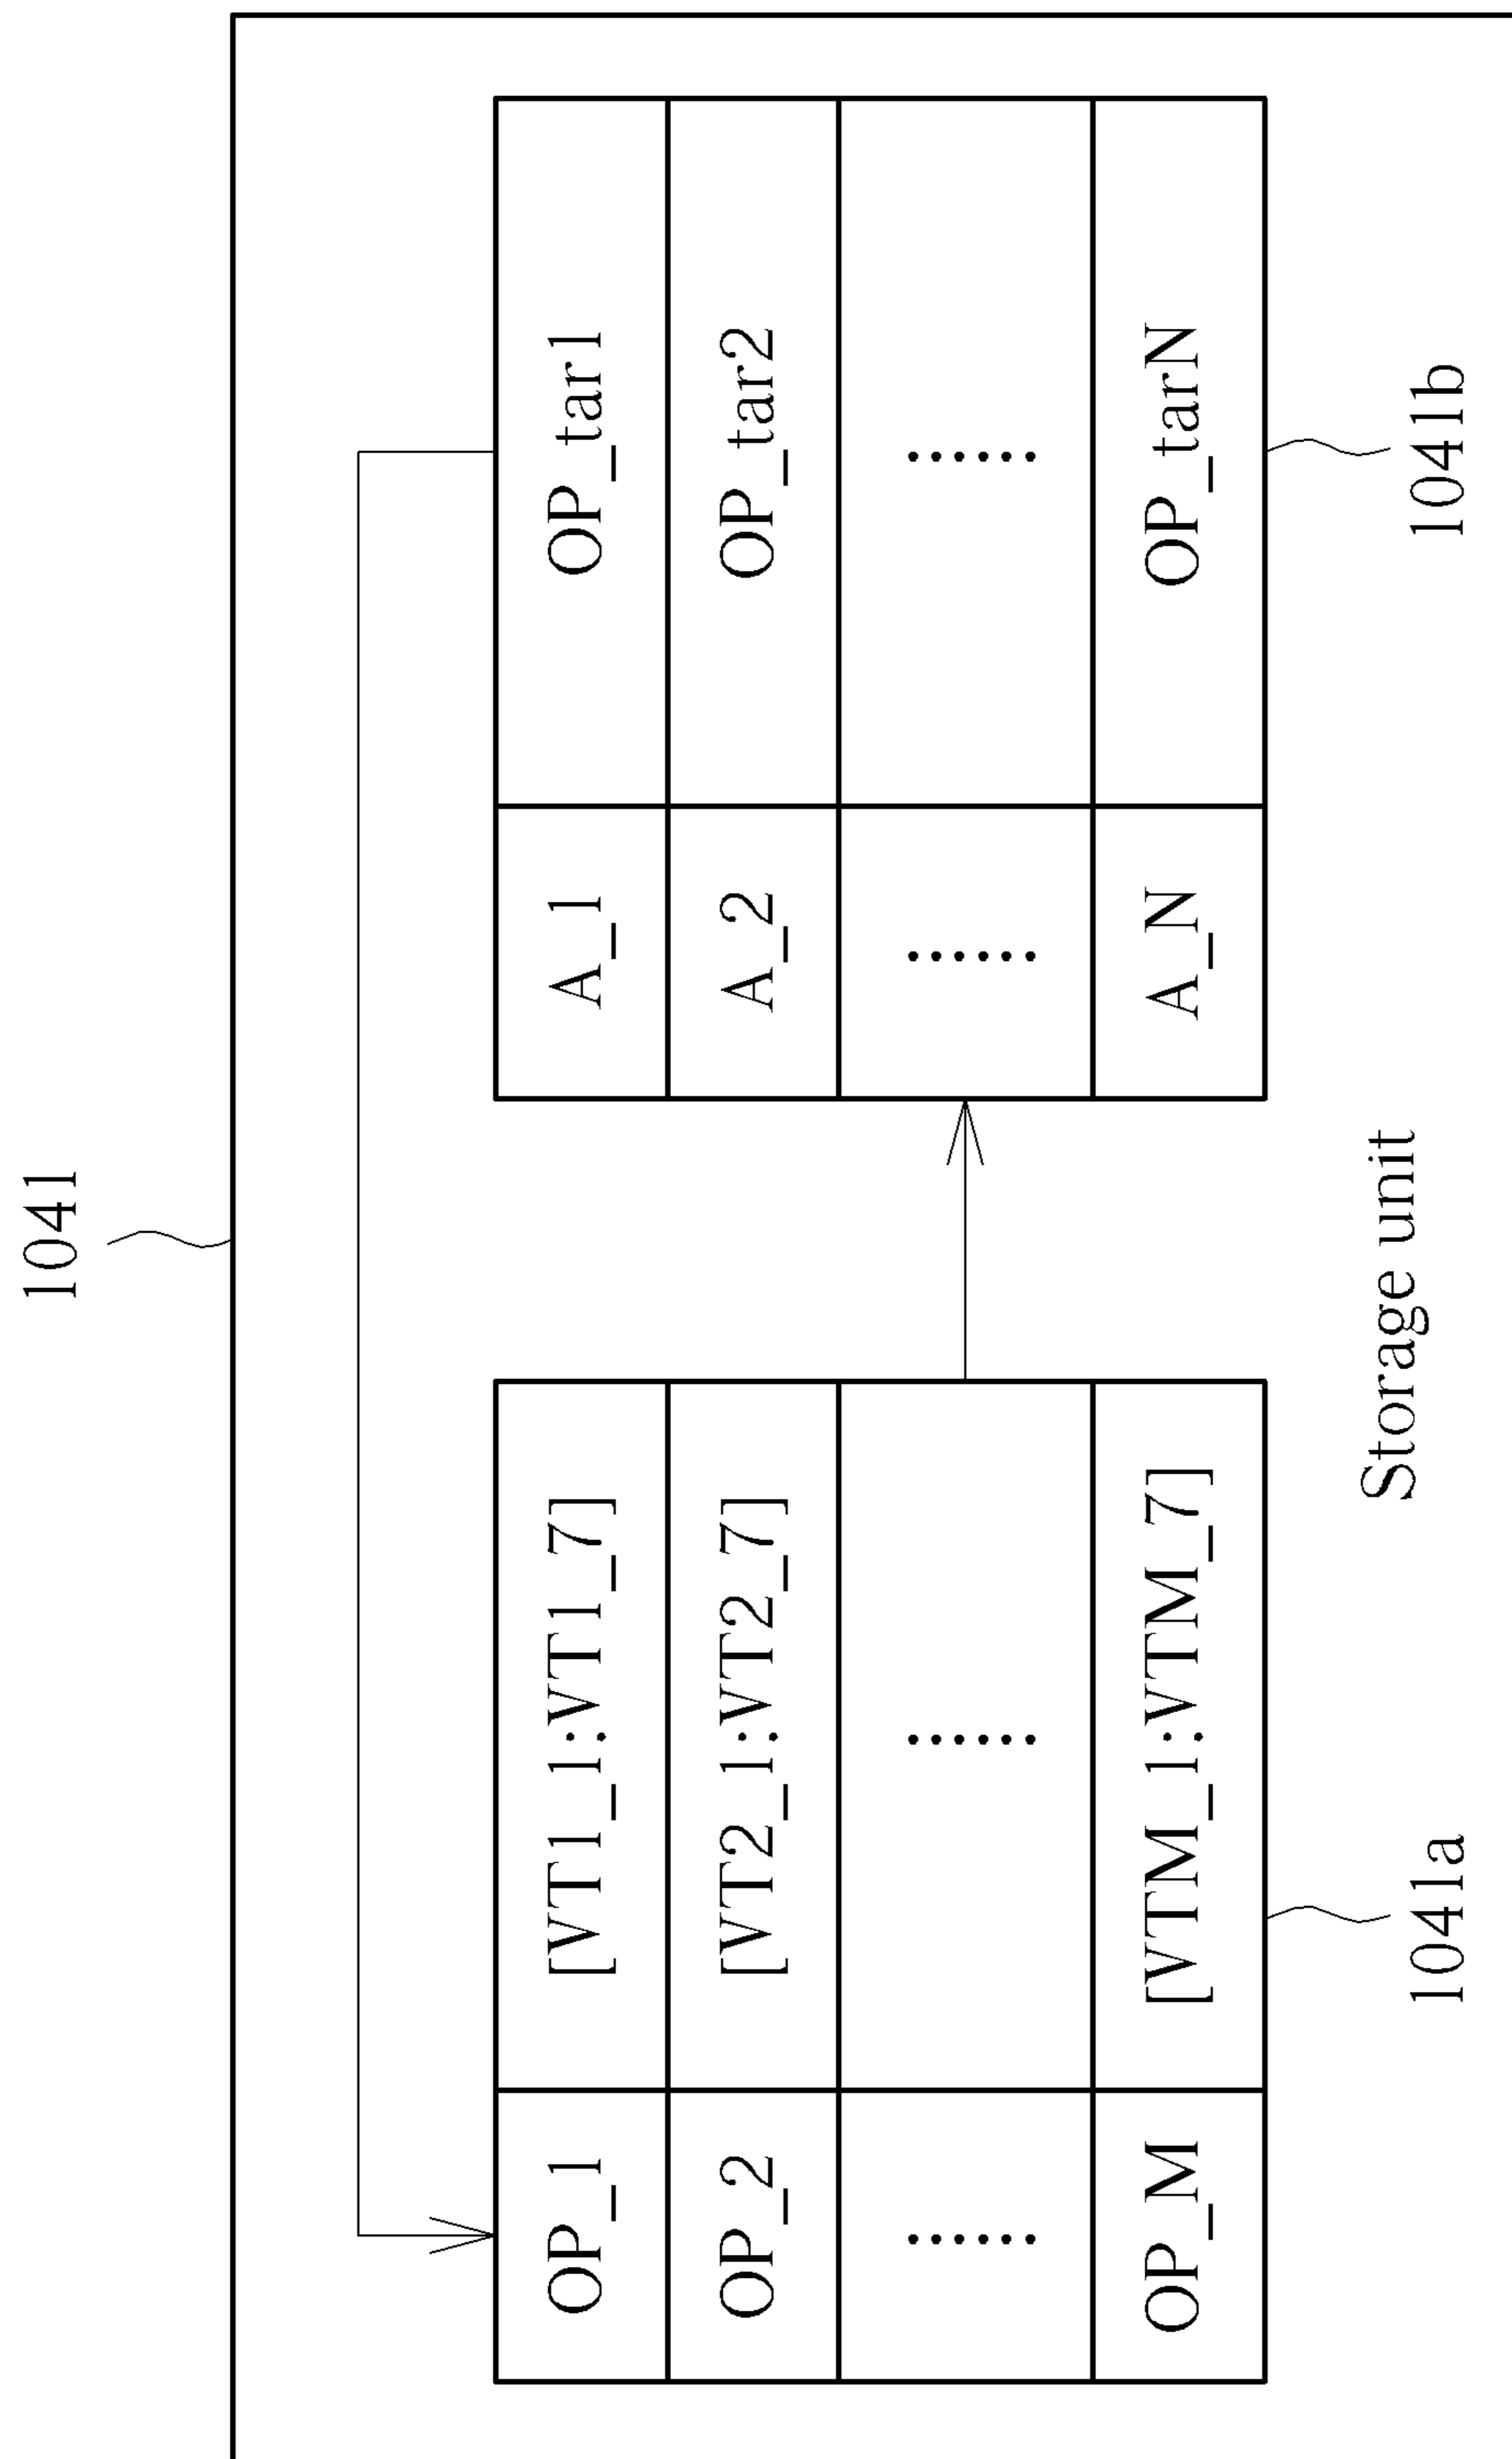 1041
OP_1 [VT1_1:VT1_7] A_1 OP_tar1
OP_2 [VT2_1:VT2_7] A_2 OP_tar2
...... ...... ...... ......
OP_M [VTM_1:VTM_7] A_N OP_tarN
Storage unit
1041a 1041b